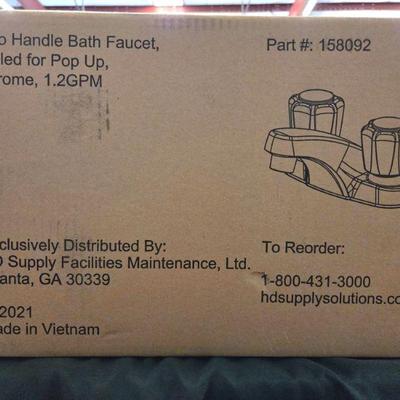 o Handle Bath Faucet,
lled for Pop Up,
rome, 1.2GPM
Part #: 158092
clusively Distributed By:
D Supply Facilities Maintenance, Ltd.
anta, GA 30339
2021
ade in Vietnam
To Reorder:
1-800-431-3000
hdsupplysolutions.co